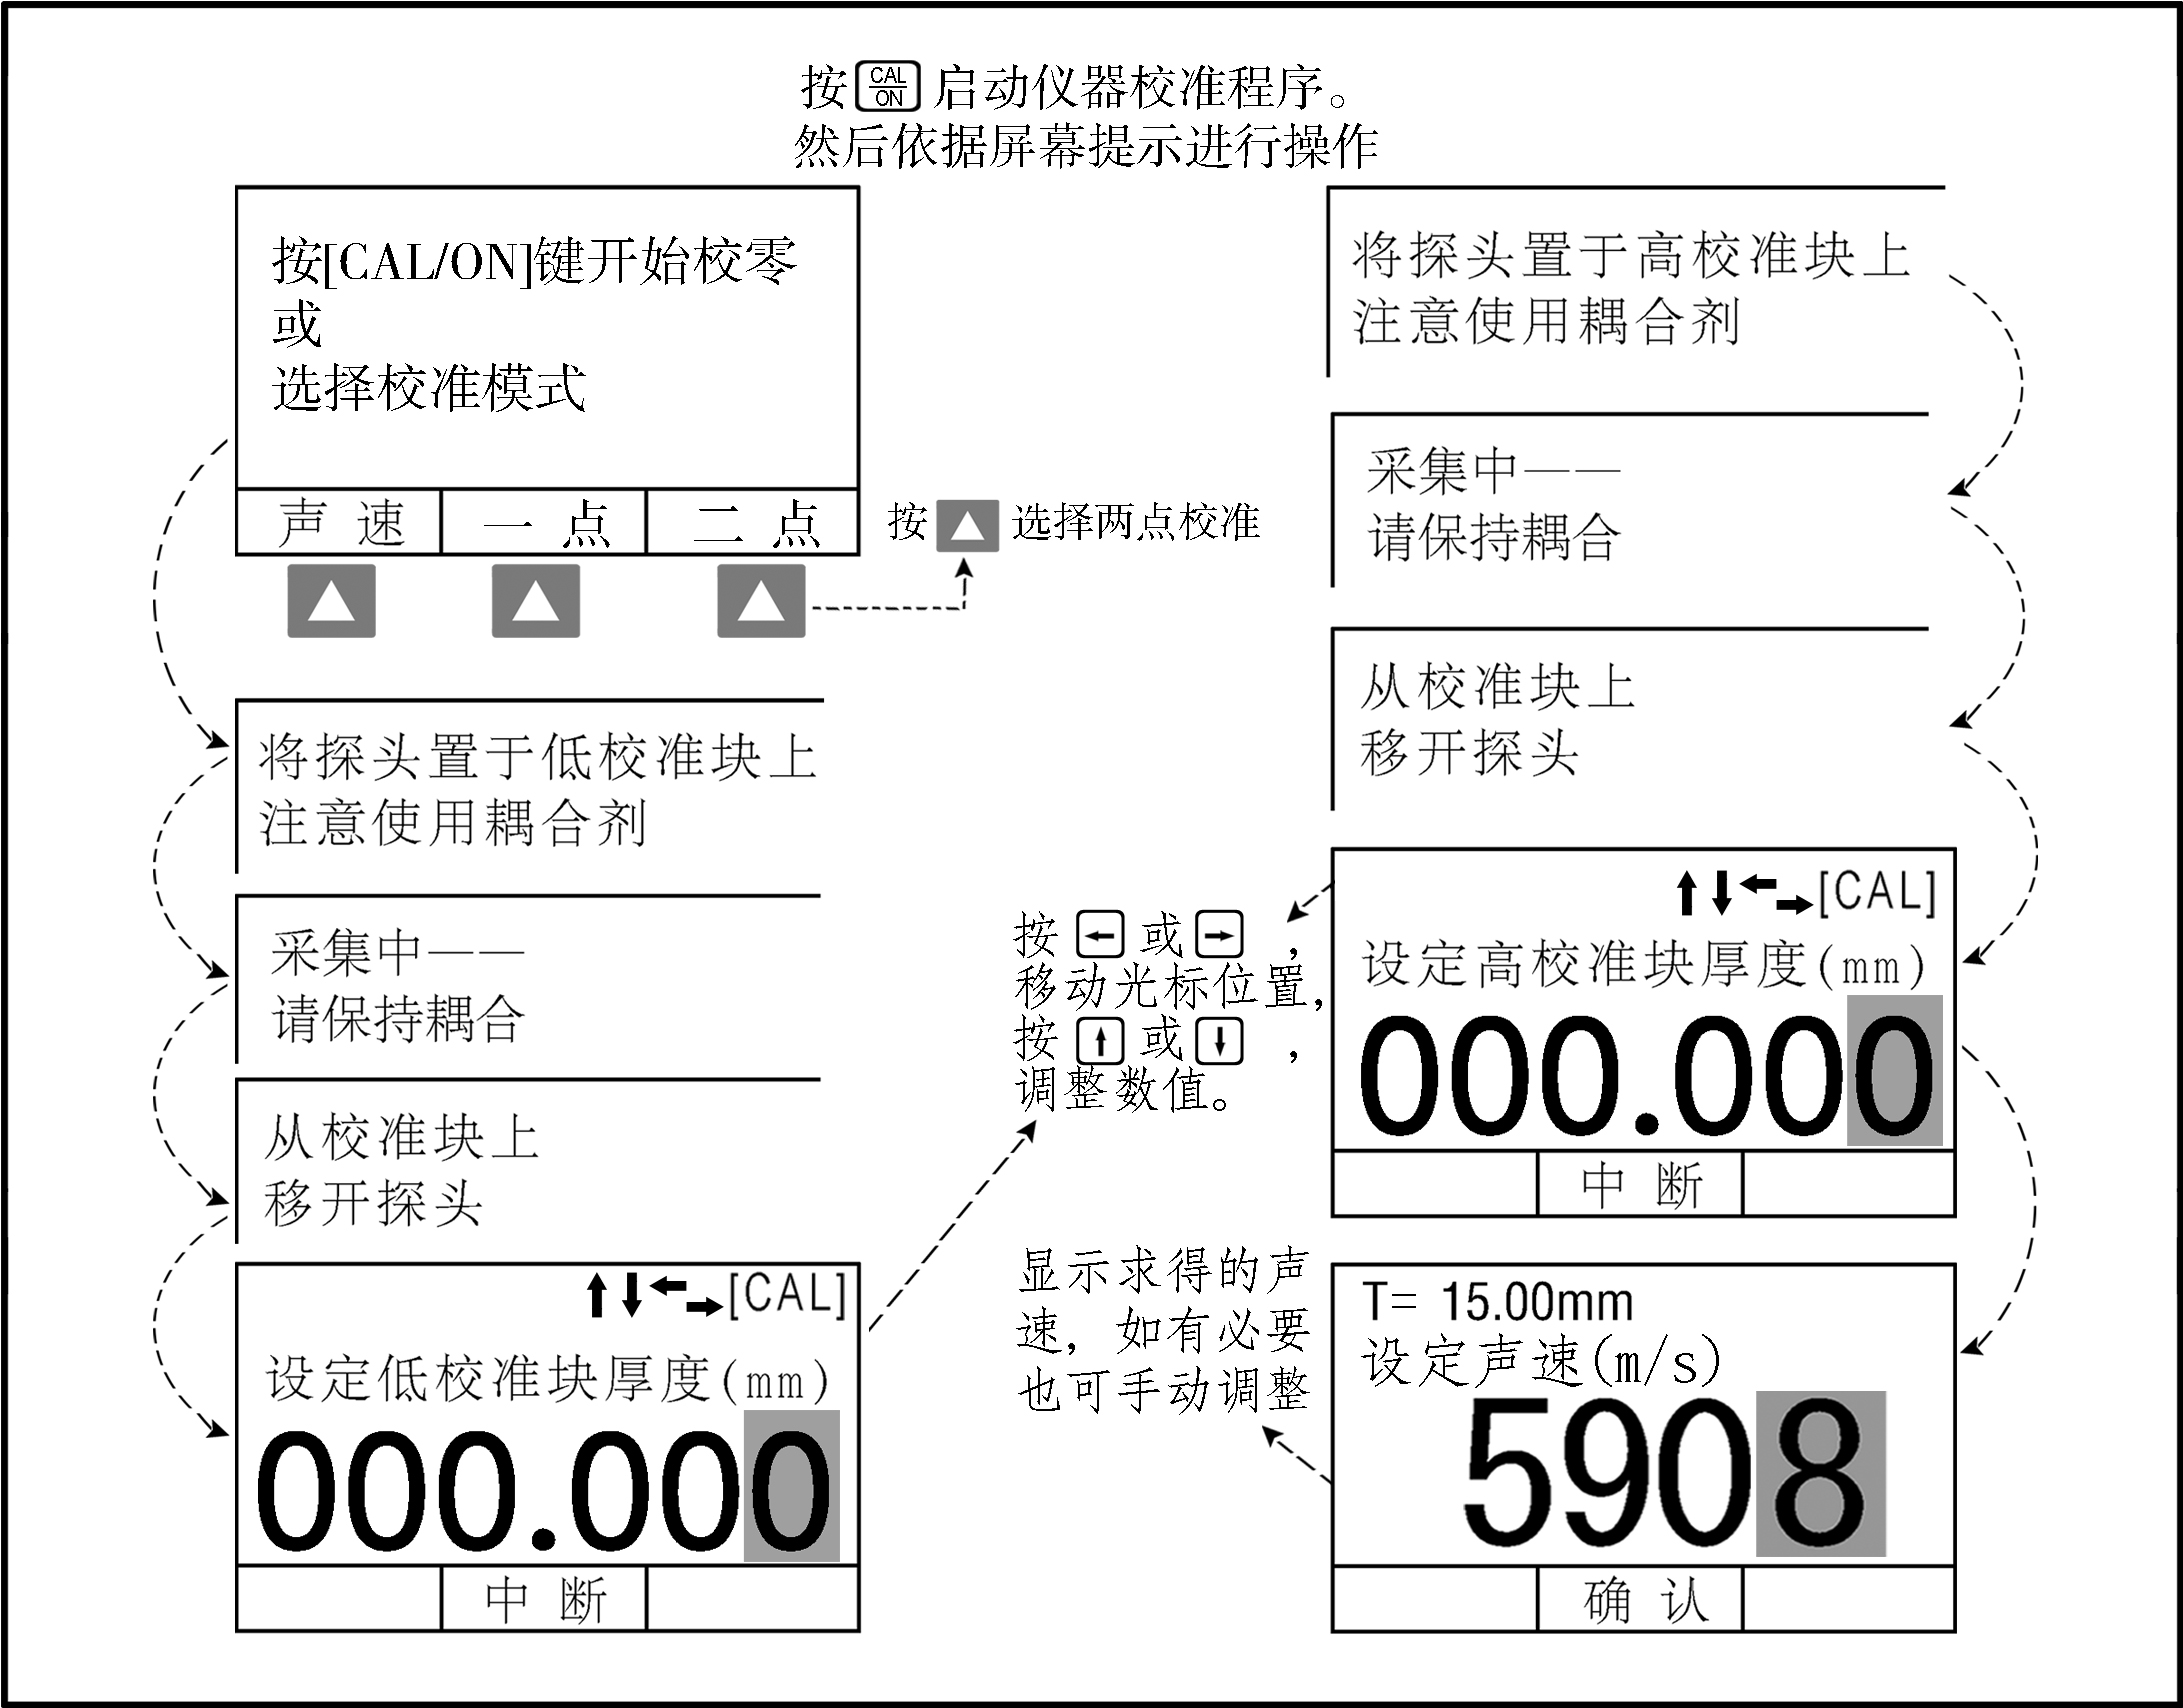 按 CAL/ON 启动仪器校准程序。
然后依据屏幕提示进行操作
按[CAL/ON]键开始校零
或
选择校准模式
声 速 一 点 二 点
按 选择两点校准
将探头置于低校准块上
注意使用耦合剂
采集中——
请保持耦合
从校准块上
移开探头
↑↓←→[CAL]
设定低校准块厚度(mm)
000.000
中 断
按 ← 或 → ，
移动光标位置,
按 ↑ 或 ↓ ，
调整数值。
将探头置于高校准块上
注意使用耦合剂
采集中——
请保持耦合
从校准块上
移开探头
↑↓←→[CAL]
设定高校准块厚度(mm)
000.000
中 断
显示求得的声
速, 如有必要
也可手动调整
T= 15.00mm
设定声速(m/s)
5908
确 认